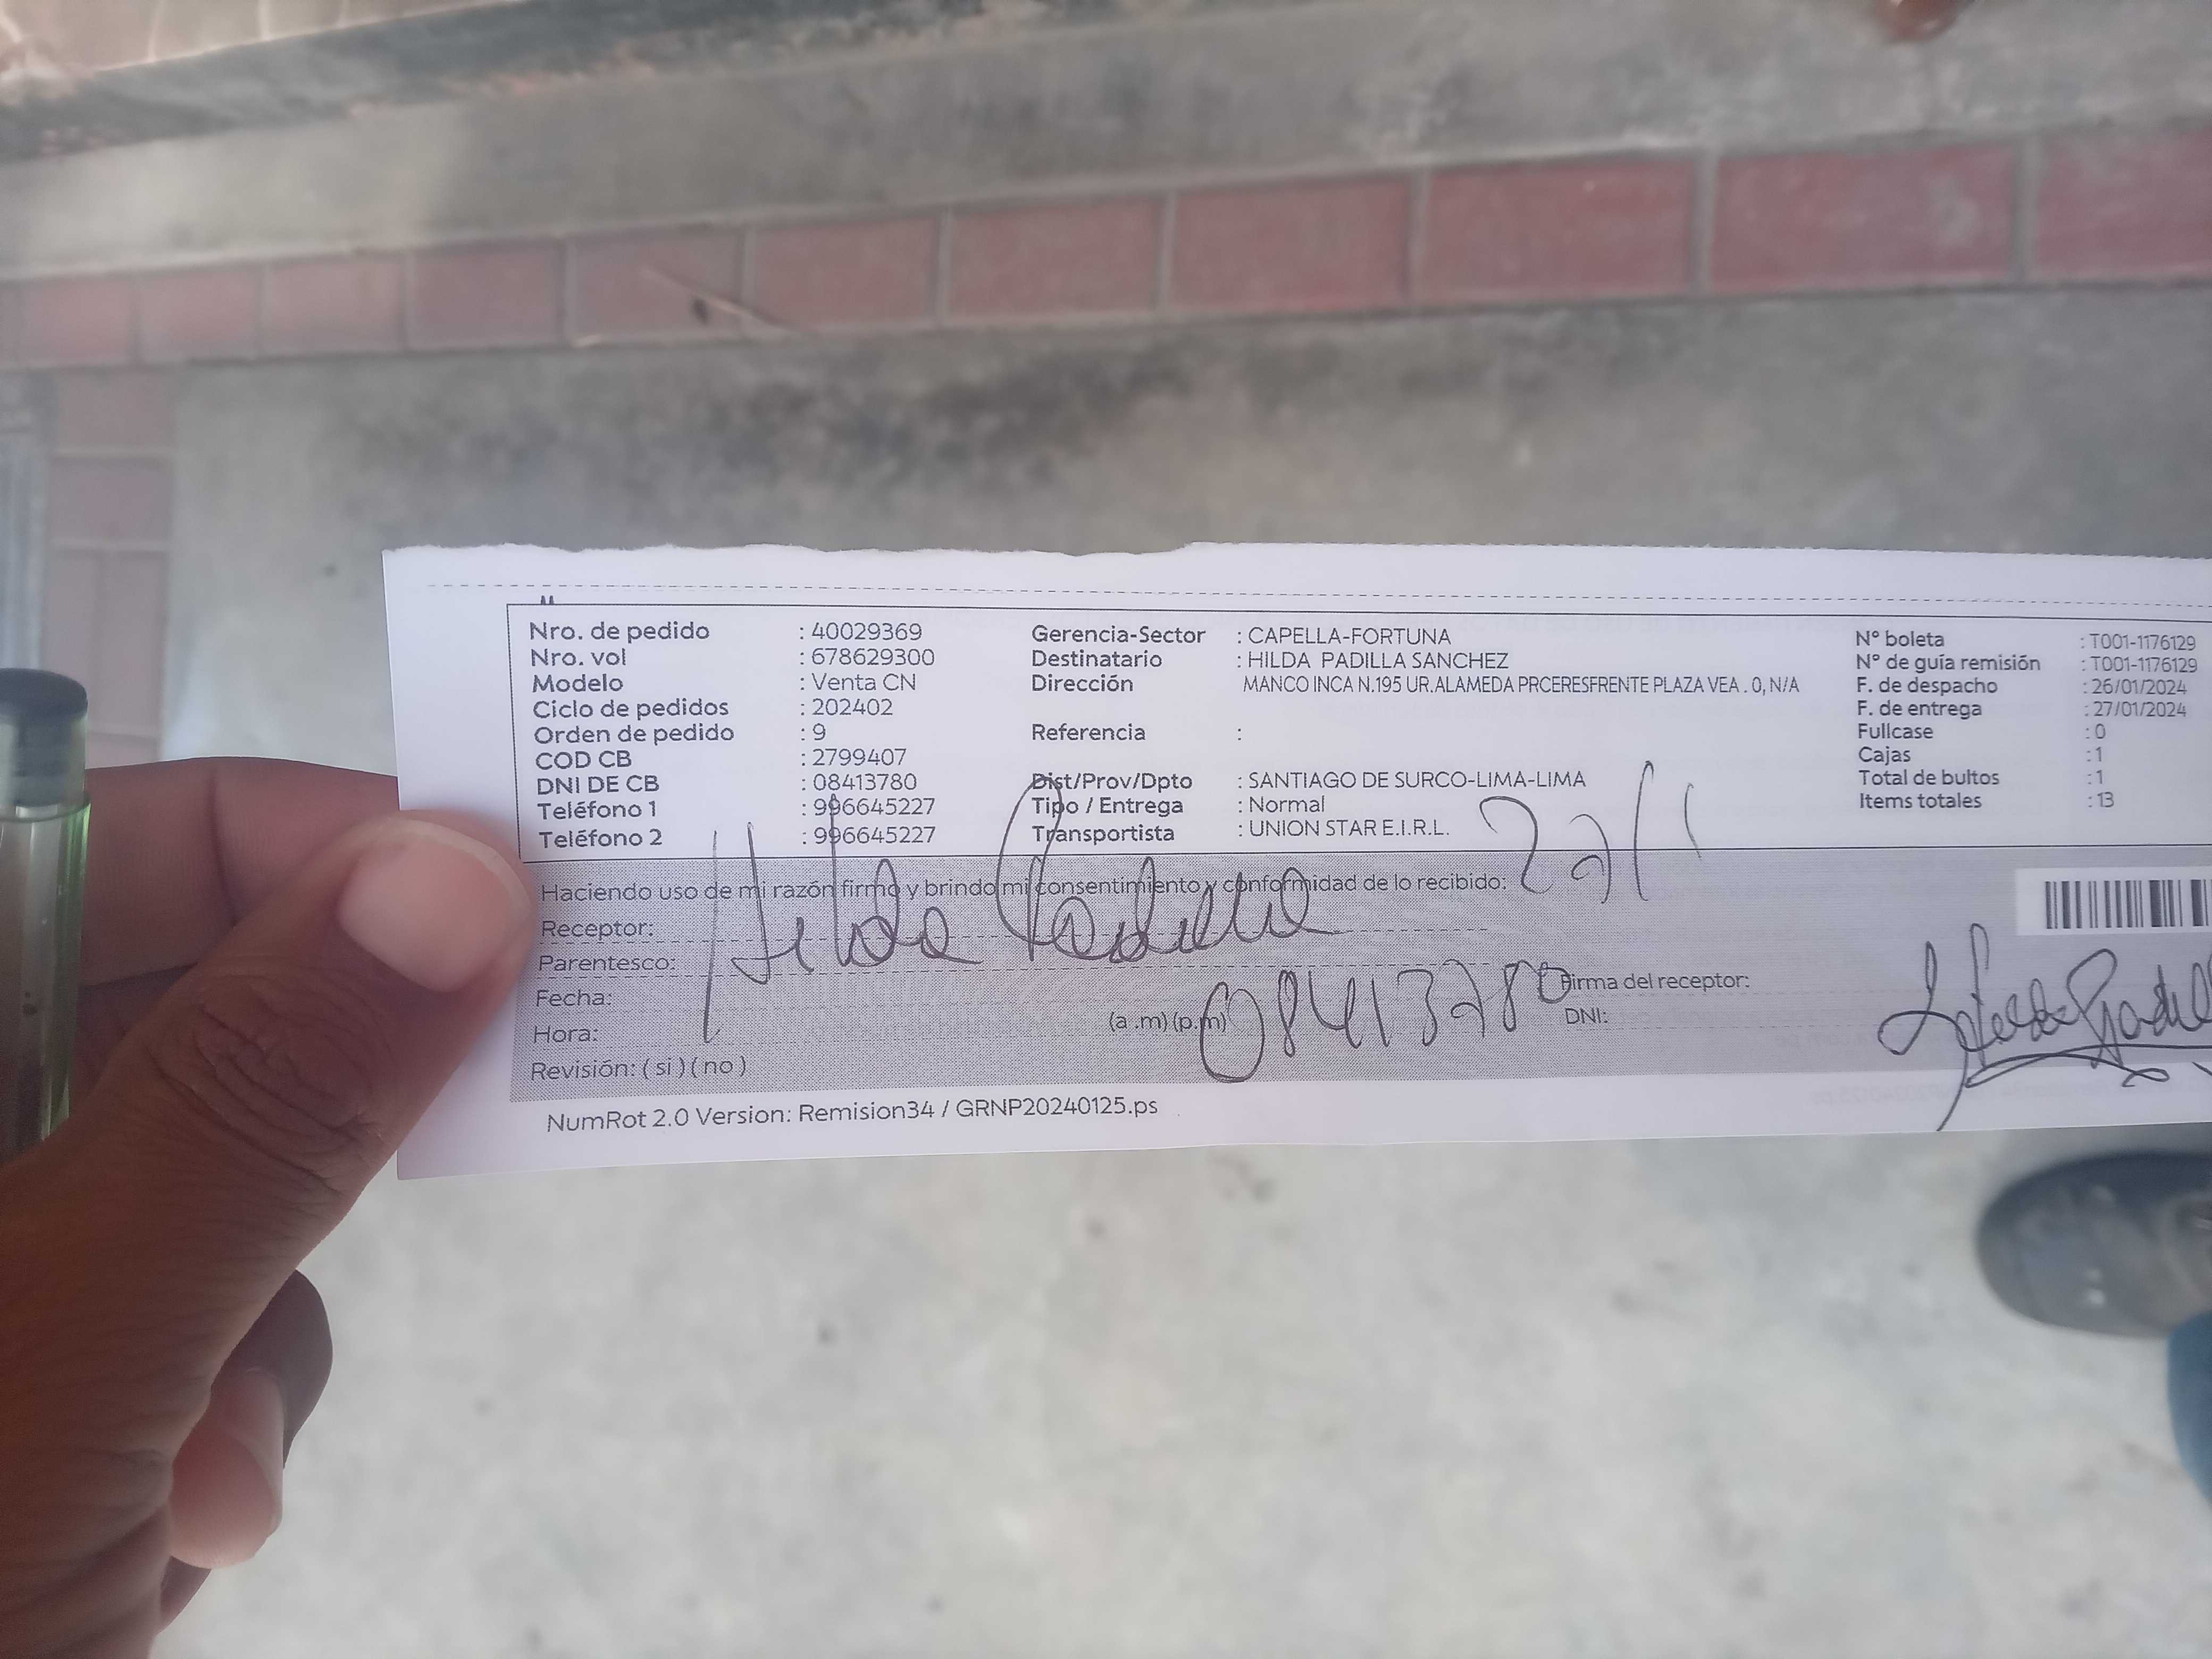 Nro. de pedido : 40029369 Gerencia-Sector : CAPELLA-FORTUNA N° boleta : T001-1176129
Nro. vol : 678629300 Destinatario : HILDA PADILLA SANCHEZ N° de guía remisión : T001-1176129
Modelo : Venta CN Dirección MANCO INCA N.195 UR.ALAMEDA PRCERESFRENTE PLAZA VEA . 0, N/A F. de despacho : 26/01/2024
Ciclo de pedidos : 202402 F. de entrega : 27/01/2024
Orden de pedido : 9 Referencia : Fullcase : 0
COD CB : 2799407 Cajas : 1
DNI DE CB : 08413780 Dist/Prov/Dpto : SANTIAGO DE SURCO-LIMA-LIMA Total de bultos : 1
Teléfono 1 : 996645227 Tipo / Entrega : Normal Items totales : 13
Teléfono 2 : 996645227 Transportista : UNION STAR E.I.R.L.
Haciendo uso de mi razón firmo y brindo mi consentimiento y conformidad de lo recibido: 27/1
Receptor: Hilda Padilla
Parentesco:
Fecha: Firma del receptor: Hilda Padill
Hora: (a .m) (p.m) 08413780 DNI:
Revisión: ( si ) ( no )
NumRot 2.0 Version: Remision34 / GRNP20240125.ps